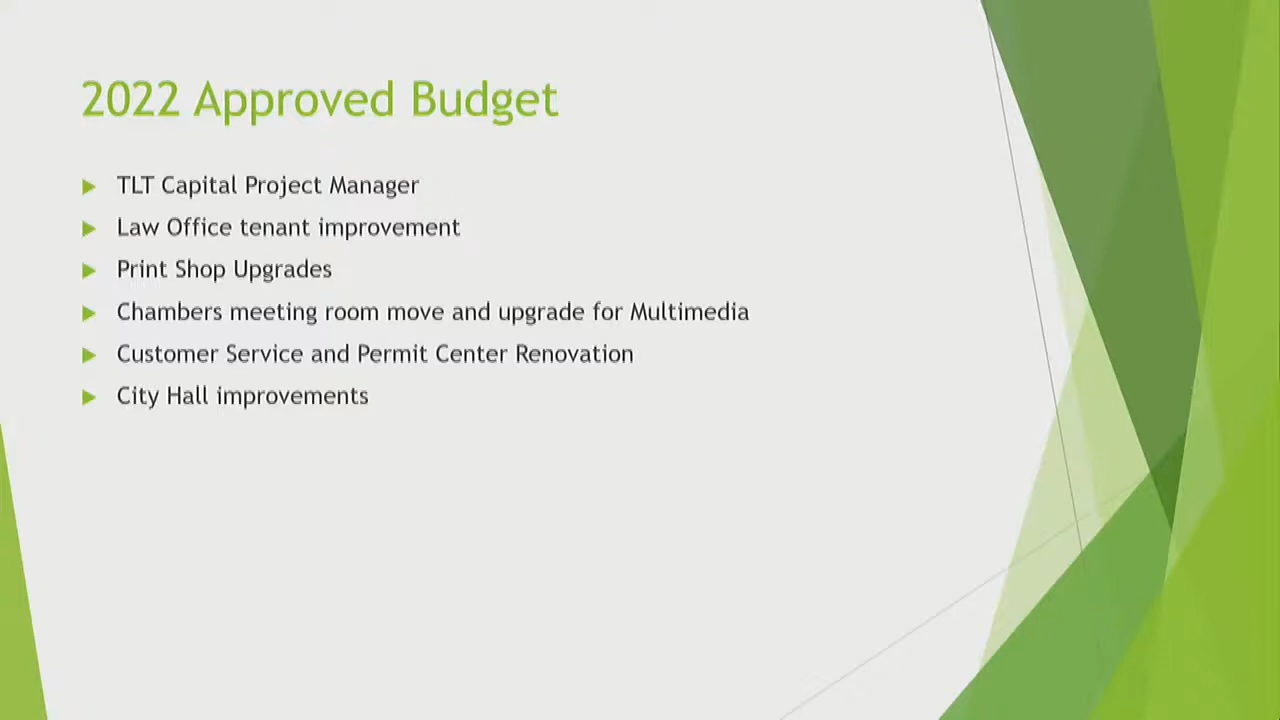 2022 Approved Budget
TLT Capital Project Manager
Law Office tenant improvement
Print Shop Upgrades
Chambers meeting room move and upgrade for Multimedia
Customer Service and Permit Center Renovation
City Hall improvements